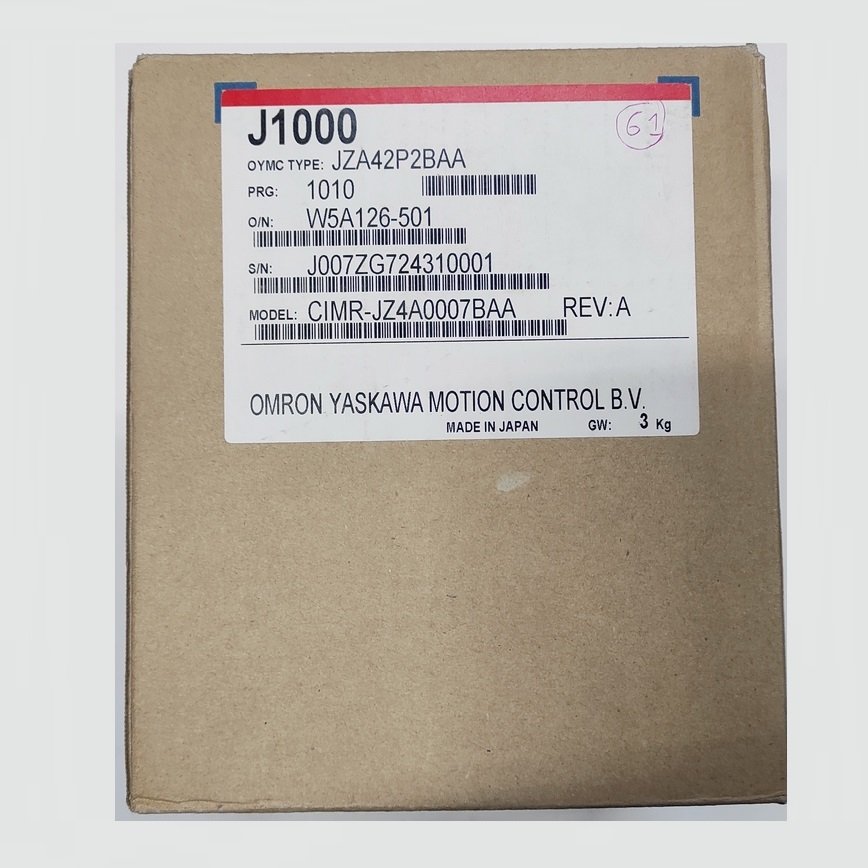 J1000
61
OYMC TYPE: JZA42P2BAA
PRG: 1010
O/N: W5A126-501
S/N: J007ZG724310001
MODEL: CIMR-JZ4A0007BAA REV:A
OMRON YASKAWA MOTION CONTROL B.V.
MADE IN JAPAN GW: 3 Kg